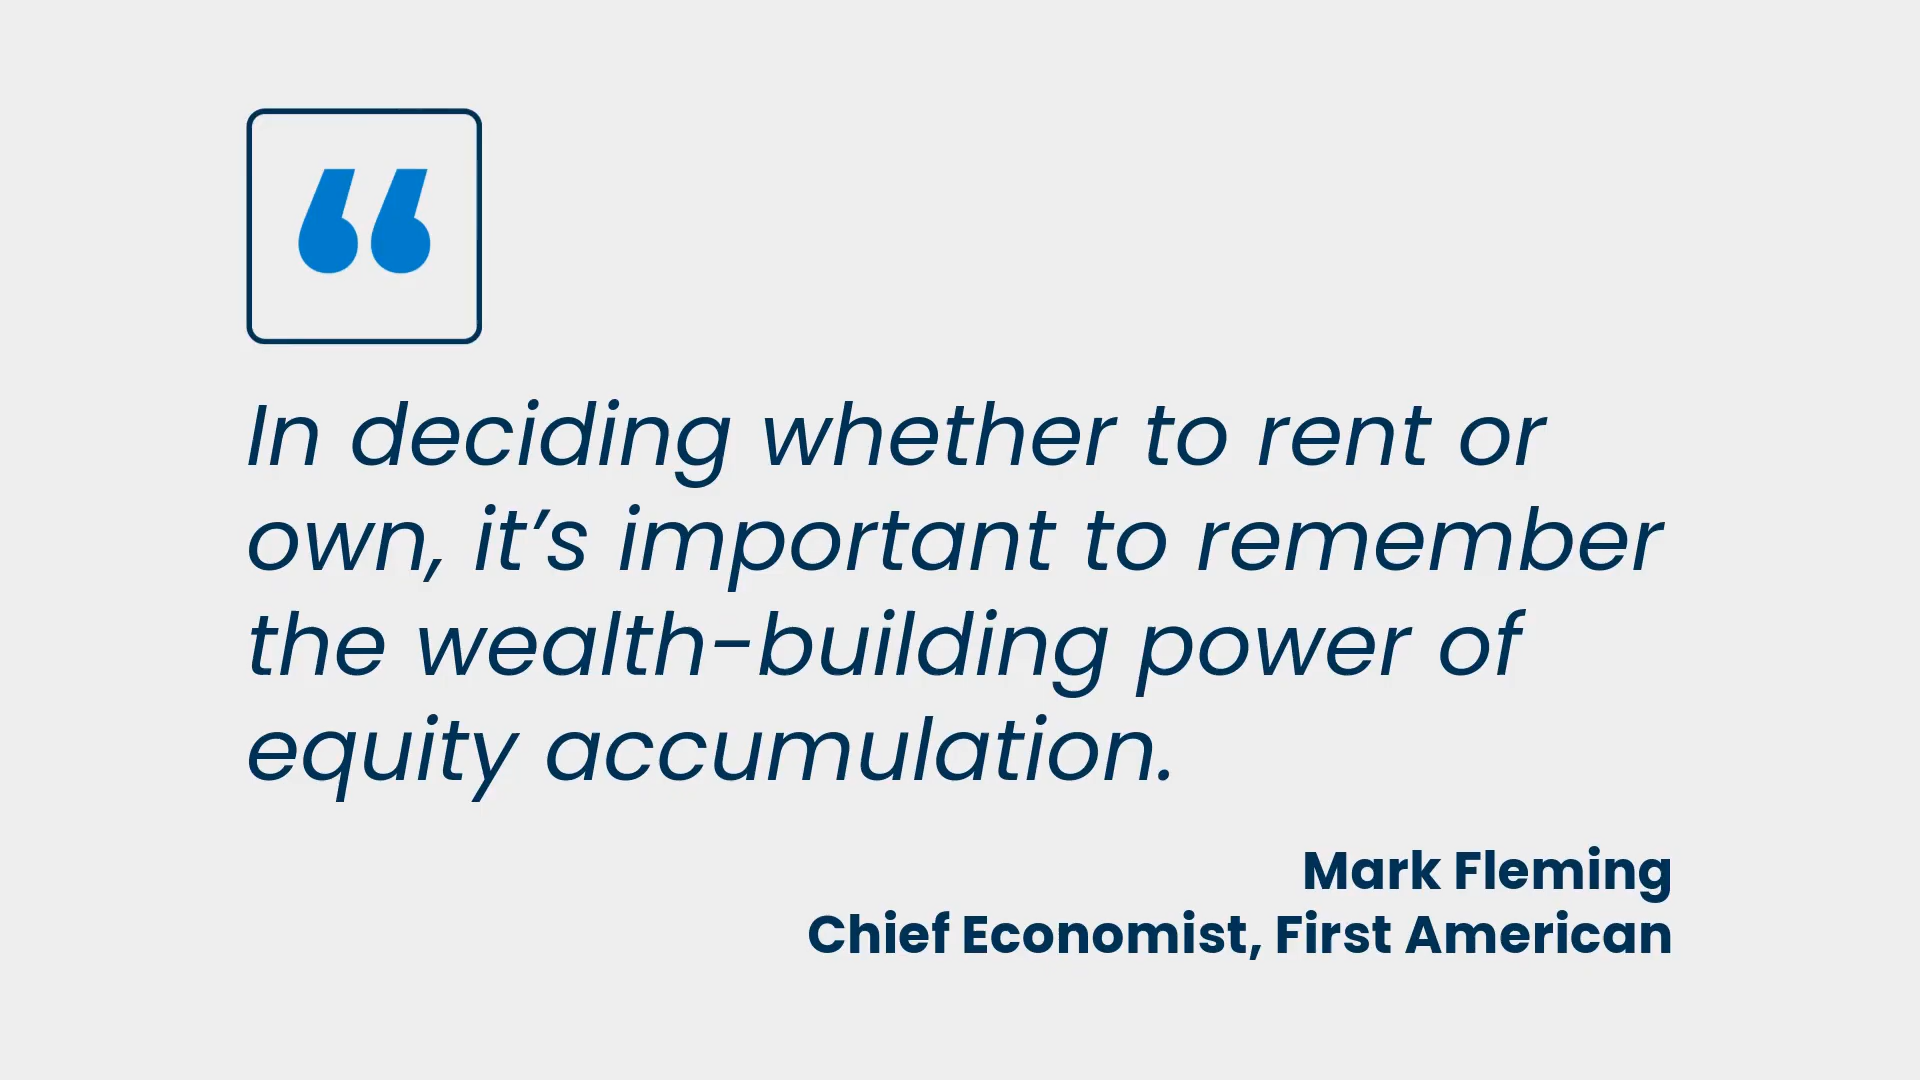 “
In deciding whether to rent or
own, it’s important to remember
the wealth-building power of
equity accumulation.
Mark Fleming
Chief Economist, First American